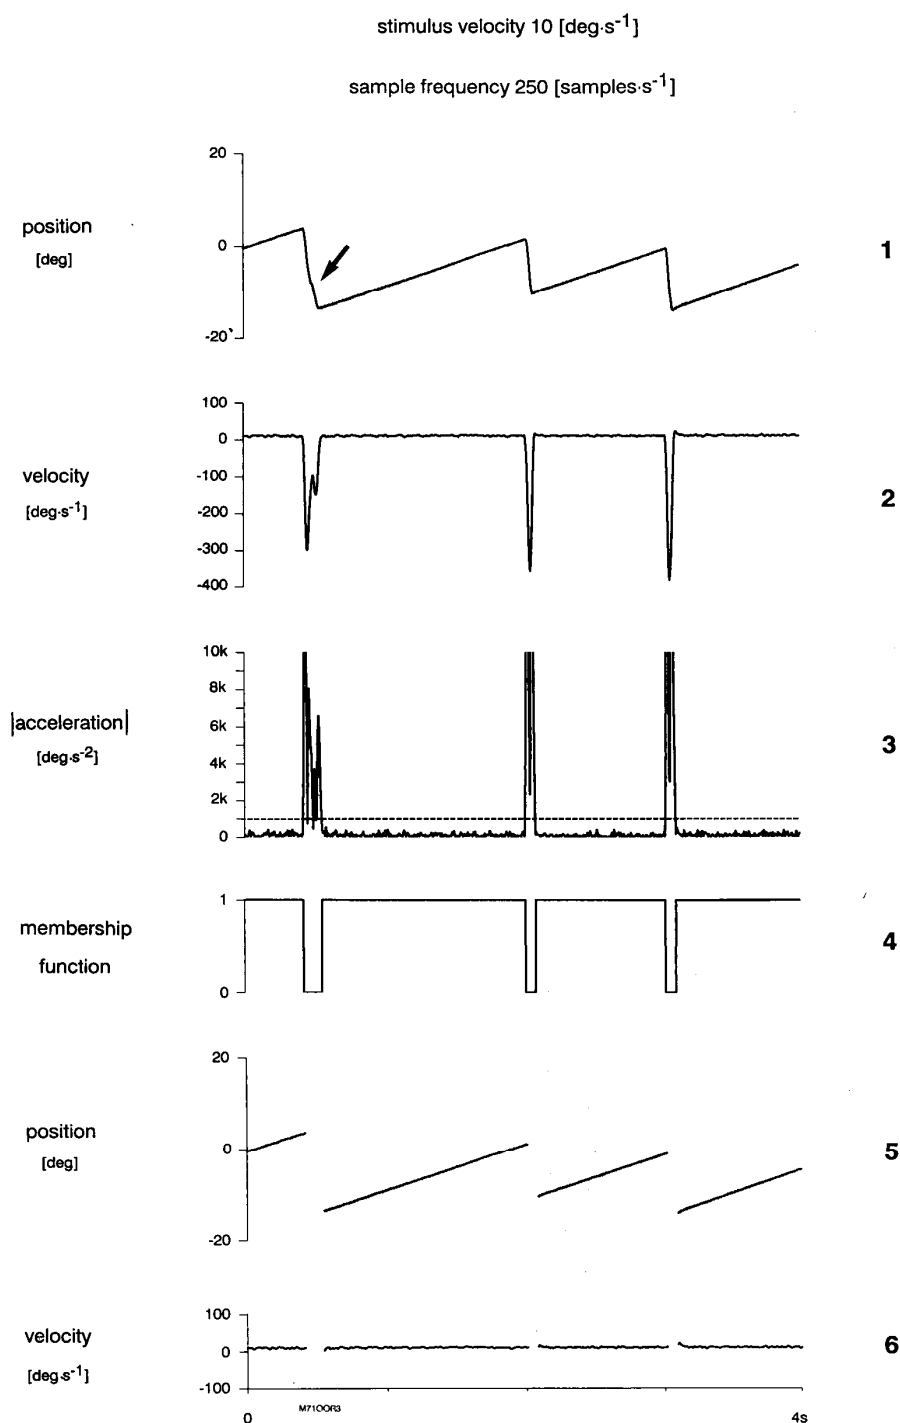 stimulus velocity 10 [deg·s-1]
sample frequency 250 [samples·s-1]
20
position
0
1
[deg]
-20
100
0
velocity
-100
2
[deg·s-1]
-200
-300
-400
10k
8k
|acceleration|
6k
3
[deg·s-2]
4k
2k
0
1
membership
4
function
0
20
position
0
5
[deg]
-20
100
velocity
0
6
[deg·s-1]
-100
0
M71OOR3
4s